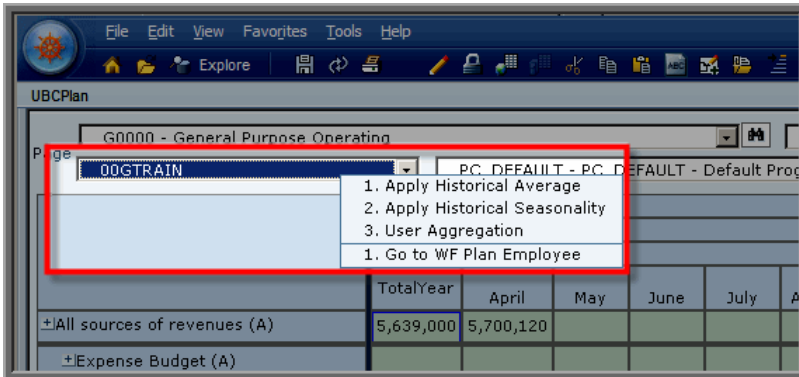 File Edit View Favorites Tools Help
Explore
UBCPlan
G0000 - General Purpose Operating
Page
00GTRAIN PC_DEFAULT - PC_DEFAULT - Default Prog
1. Apply Historical Average
2. Apply Historical Seasonality
3. User Aggregation
1. Go to WF Plan Employee
TotalYear April May June July A
All sources of revenues (A) 5,639,000 5,700,120
Expense Budget (A)